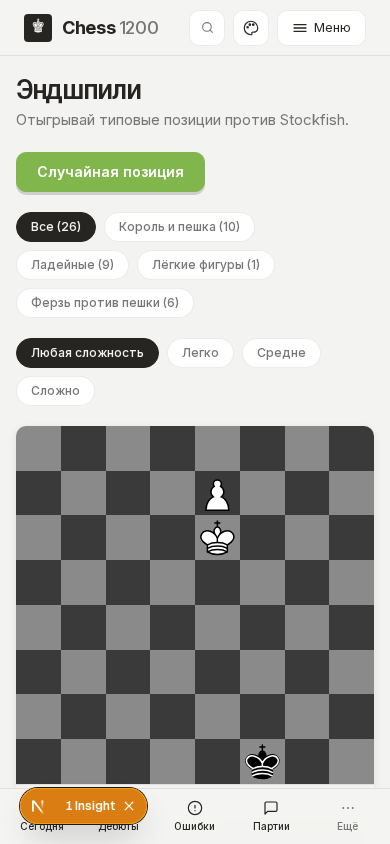 Chess 1200
Меню
Эндшпили
Отыгрывай типовые позиции против Stockfish.
Случайная позиция
Все (26)
Король и пешка (10)
Ладейные (9)
Лёгкие фигуры (1)
Ферзь против пешки (6)
Любая сложность
Легко
Средне
Сложно
N 1 Insight
Сегодня
Дебюты
Ошибки
Партии
Ещё